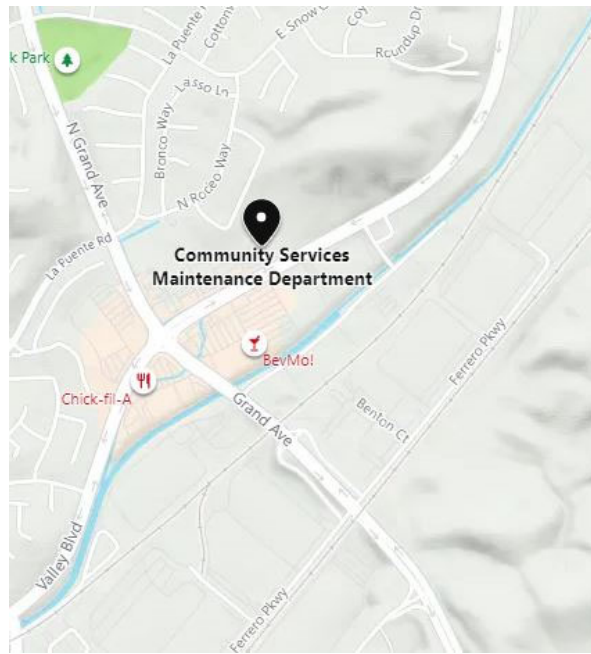 k Park
La Puente
Cottonw
E Snow C
Coy
Roundup Dr
Lasso Ln
Bronco Way
N Grand Ave
N Rodeo Way
La Puente Rd
Community Services
Maintenance Department
BevMo!
Chick-fil-A
Grand Ave
Benton Ct
Ferrero Pkwy
Valley Blvd
Ferrero Pkwy